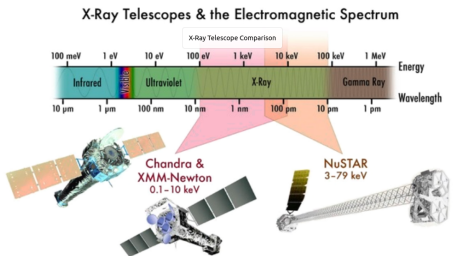 X-Ray Telescopes & the Electromagnetic Spectrum
X-Ray Telescope Comparison
100 meV 1 eV 10 eV 100 eV 1 keV 10 keV 100 keV 1 MeV
Energy
Infrared Visible Ultraviolet X-Ray Gamma Ray
Wavelength
10 µm 1 µm 100 nm 10 nm 1 nm 100 pm 10 pm 1 pm
Chandra &
XMM-Newton
0.1–10 keV
NuSTAR
3–79 keV